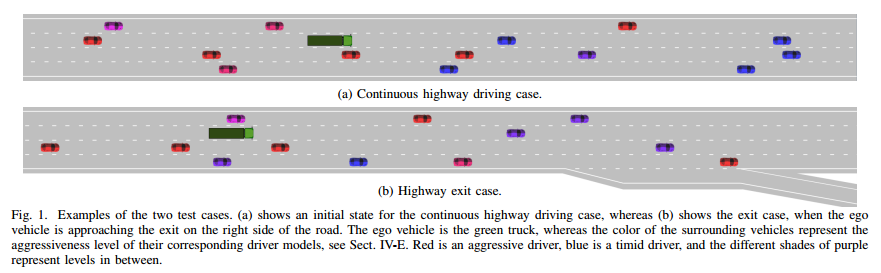 (a) Continuous highway driving case.
(b) Highway exit case.
Fig. 1. Examples of the two test cases. (a) shows an initial state for the continuous highway driving case, whereas (b) shows the exit case, when the ego
vehicle is approaching the exit on the right side of the road. The ego vehicle is the green truck, whereas the color of the surrounding vehicles represent the
aggressiveness level of their corresponding driver models, see Sect. IV-E. Red is an aggressive driver, blue is a timid driver, and the different shades of purple
represent levels in between.